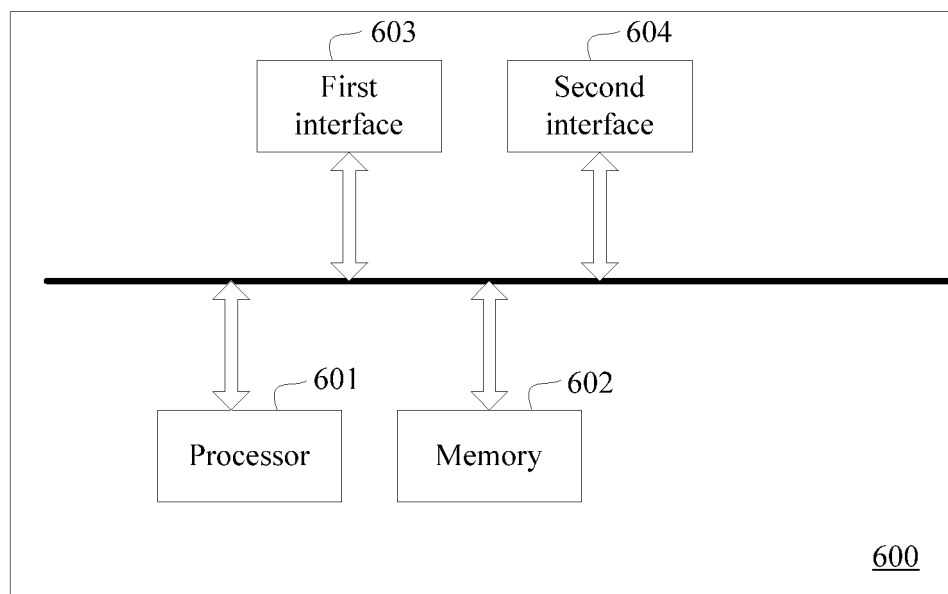 603
604
First
interface
Second
interface
601
602
Processor
Memory
600